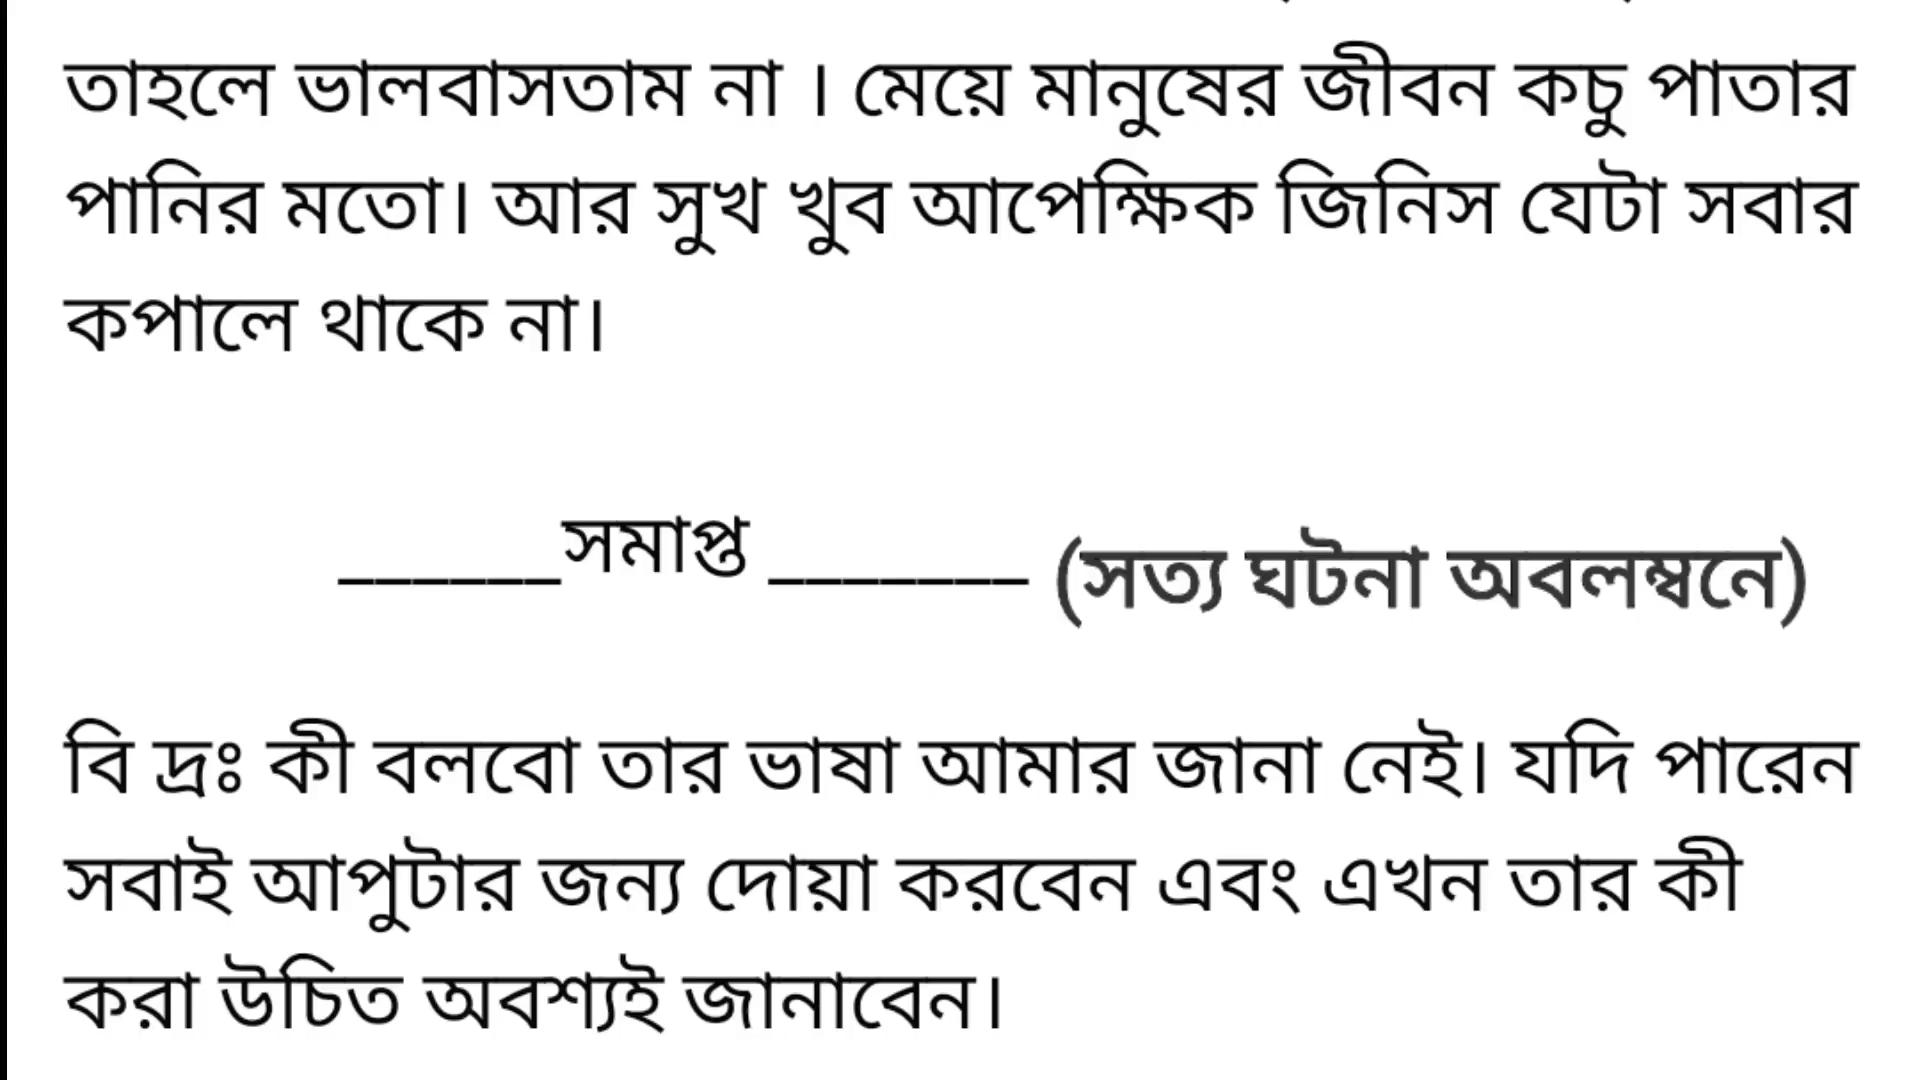 তাহলে ভালবাসতাম না । মেয়ে মানুষের জীবন কচু পাতার
পানির মতো। আর সুখ খুব আপেক্ষিক জিনিস যেটা সবার
কপালে থাকে না।
______সমাপ্ত _______ (সত্য ঘটনা অবলম্বনে)
বি দ্রঃ কী বলবো তার ভাষা আমার জানা নেই। যদি পারেন
সবাই আপুটার জন্য দোয়া করবেন এবং এখন তার কী
করা উচিত অবশ্যই জানাবেন।